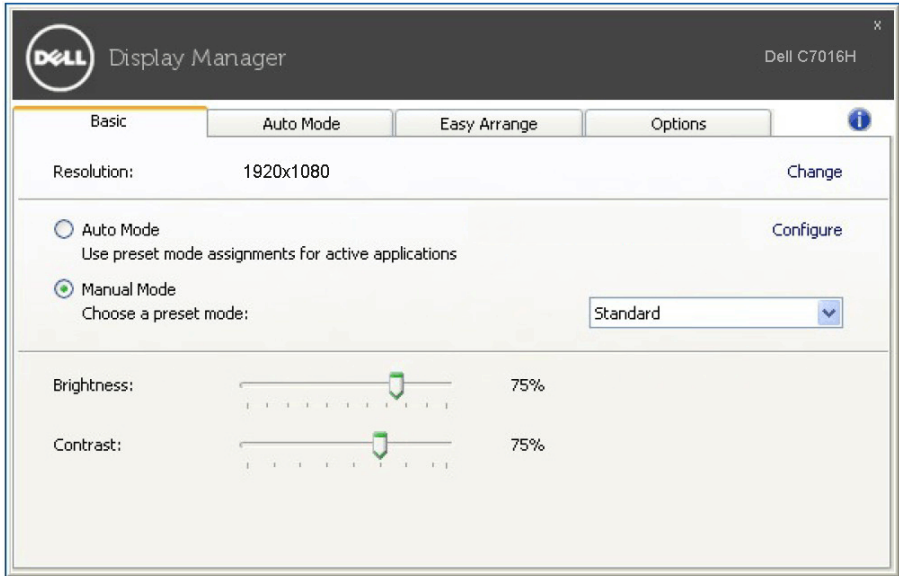 x
DELL Display Manager Dell C7016H
Basic Auto Mode Easy Arrange Options i
Resolution: 1920x1080 Change
Auto Mode Configure
Use preset mode assignments for active applications
Manual Mode
Choose a preset mode: Standard
Brightness: 75%
Contrast: 75%